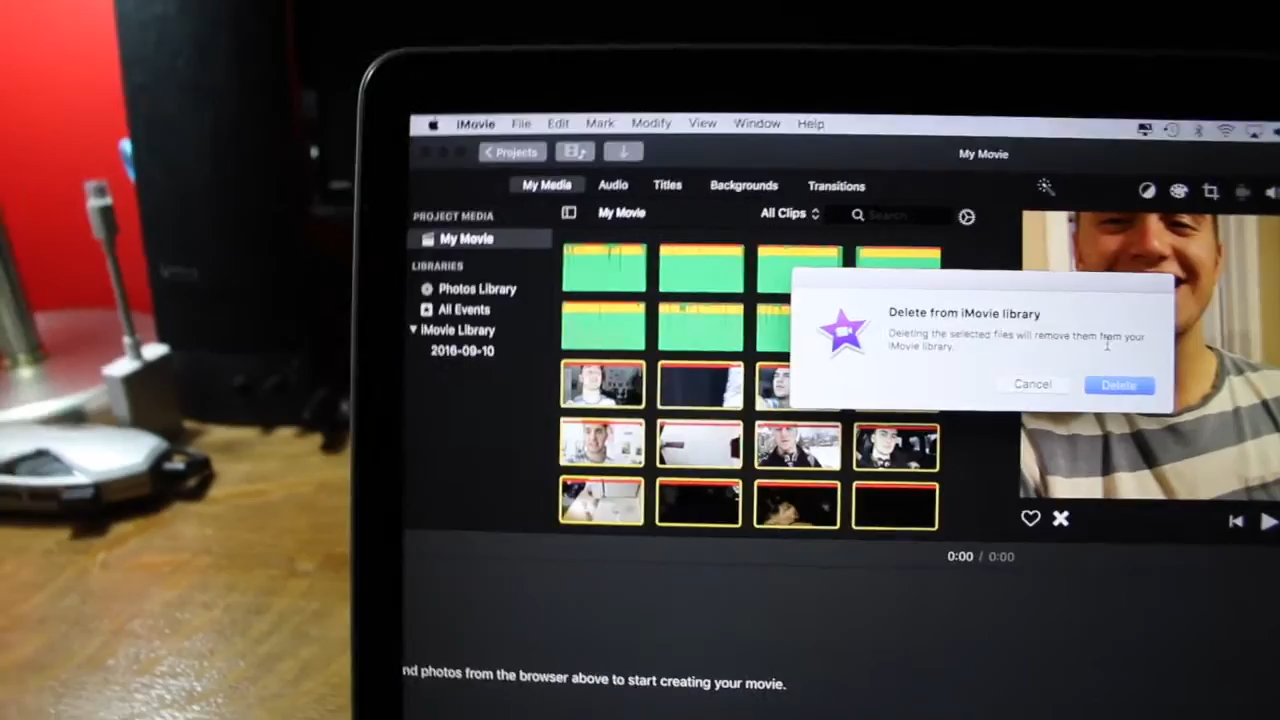 iMovie File Edit Mark Modify View Window Help
Projects
My Movie
My Media Audio Titles Backgrounds Transitions
PROJECT MEDIA
My Movie
All Clips
Search
My Movie
LIBRARIES
Photos Library
All Events
iMovie Library
2016-09-10
Delete from iMovie library
Deleting the selected files will remove them from your
iMovie library.
Cancel
Delete
0:00 / 0:00
nd photos from the browser above to start creating your movie.